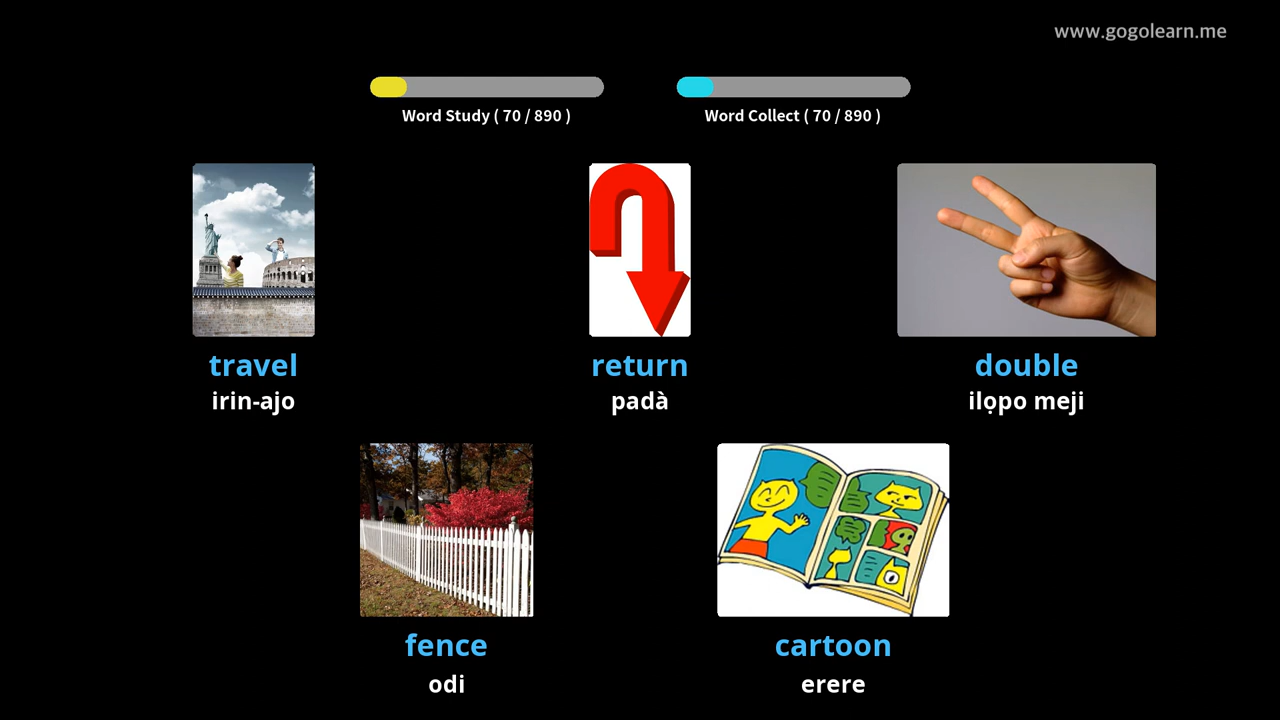 www.gogolearn.me
Word Study ( 70 / 890 )
Word Collect ( 70 / 890 )
travel
irin-ajo
return
padà
double
ilọpo meji
fence
odi
cartoon
erere